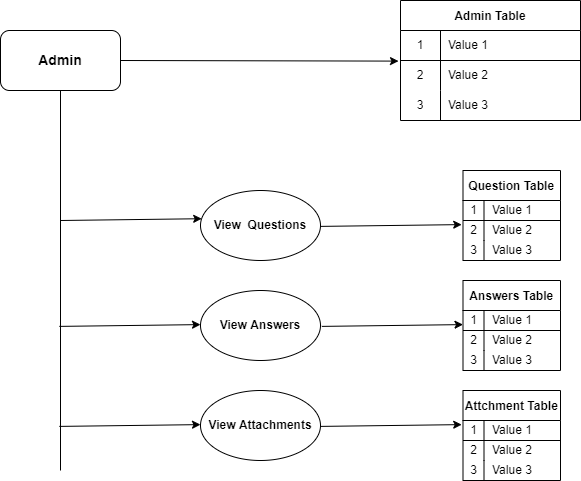 Admin
Admin Table
1 Value 1
2 Value 2
3 Value 3
View Questions
Question Table
1 Value 1
2 Value 2
3 Value 3
View Answers
Answers Table
1 Value 1
2 Value 2
3 Value 3
View Attachments
Attchment Table
1 Value 1
2 Value 2
3 Value 3